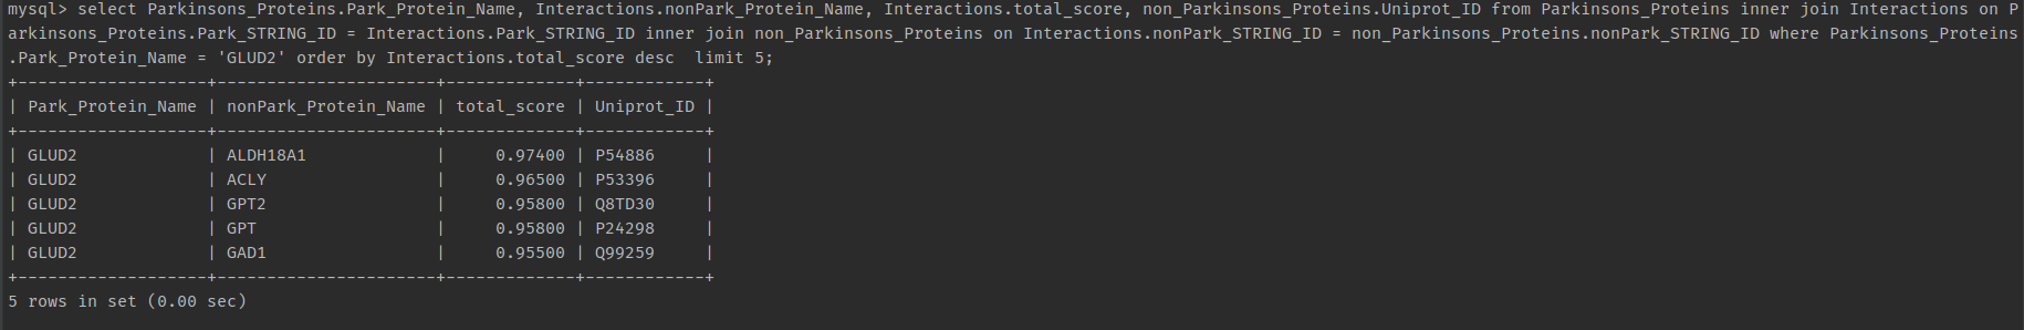 mysql> select Parkinsons_Proteins.Park_Protein_Name, Interactions.nonPark_Protein_Name, Interactions.total_score, non_Parkinsons_Proteins.Uniprot_ID from Parkinsons_Proteins inner join Interactions on P
arkinsons_Proteins.Park_STRING_ID = Interactions.Park_STRING_ID inner join non_Parkinsons_Proteins on Interactions.nonPark_STRING_ID = non_Parkinsons_Proteins.nonPark_STRING_ID where Parkinsons_Proteins
.Park_Protein_Name = 'GLUD2' order by Interactions.total_score desc  limit 5;
+-------------------+----------------------+-------------+------------+
| Park_Protein_Name | nonPark_Protein_Name | total_score | Uniprot_ID |
+-------------------+----------------------+-------------+------------+
| GLUD2             | ALDH18A1             |     0.97400 | P54886     |
| GLUD2             | ACLY                 |     0.96500 | P53396     |
| GLUD2             | GPT2                 |     0.95800 | Q8TD30     |
| GLUD2             | GPT                  |     0.95800 | P24298     |
| GLUD2             | GAD1                 |     0.95500 | Q99259     |
+-------------------+----------------------+-------------+------------+
5 rows in set (0.00 sec)